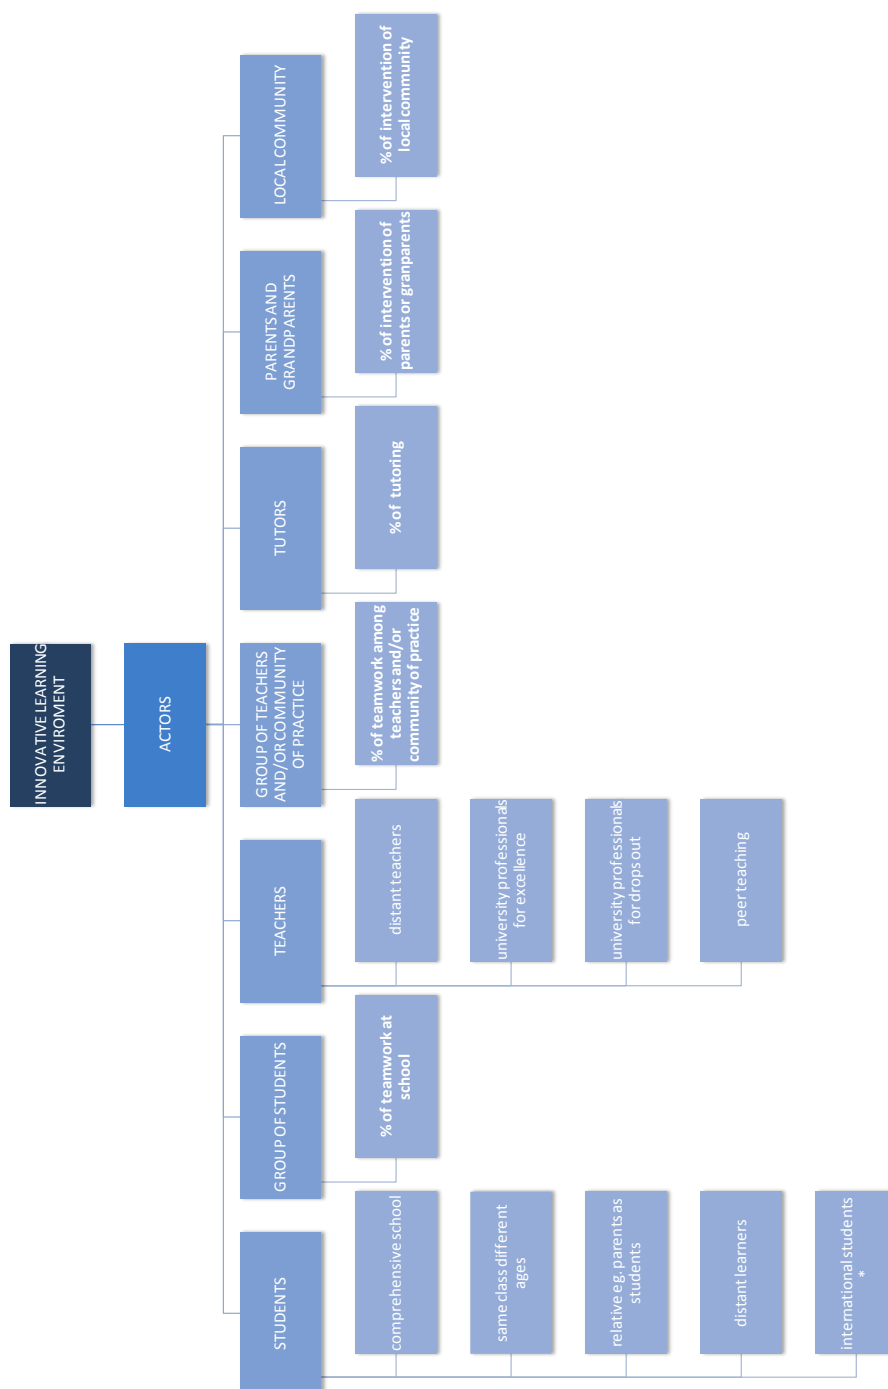 INNOVATIVE LEARNING
ENVIROMENT
ACTORS
STUDENTS
comprehensive school
same class different
ages
relative eg. parents as
students
distant learners
international students
*
GROUP OF STUDENTS
% of teamwork at
school
TEACHERS
distant teachers
university professionals
for excellence
university professionals
for drops out
peer teaching
GROUP OF TEACHERS
AND/OR COMMUNITY
OF PRACTICE
% of teamwork among
teachers and/or
community of practice
TUTORS
% of tutoring
PARENTS AND
GRANDPARENTS
% of intervention of
parents or granparents
LOCAL COMMUNITY
% of intervention of
local community